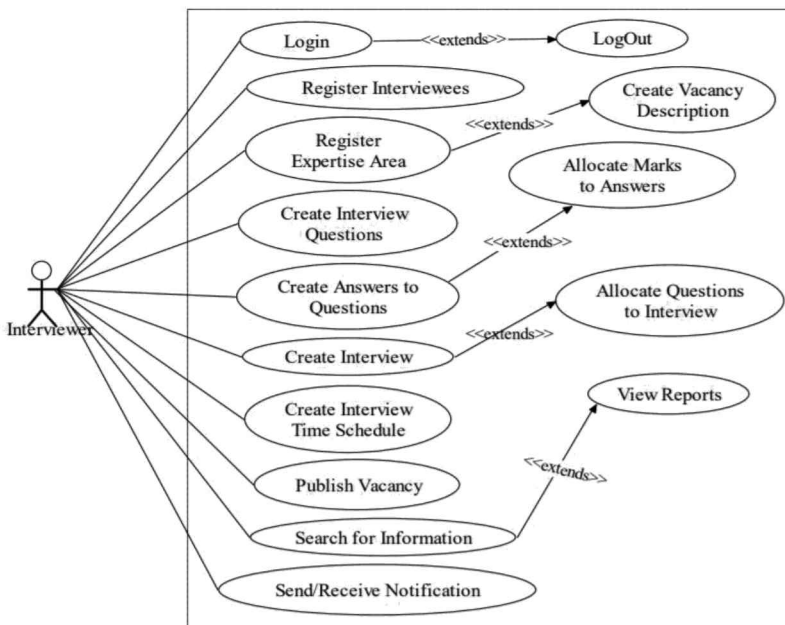 Login
<<extends>>
LogOut
Register Interviewees
Create Vacancy
Description
<<extends>>
Register
Expertise Area
Allocate Marks
to Answers
Create Interview
Questions
<<extends>>
Create Answers to
Questions
Allocate Questions
to Interview
Interviewer
<<extends>>
Create Interview
View Reports
Create Interview
Time Schedule
<<extends>>
Publish Vacancy
Search for Information
Send/Receive Notification